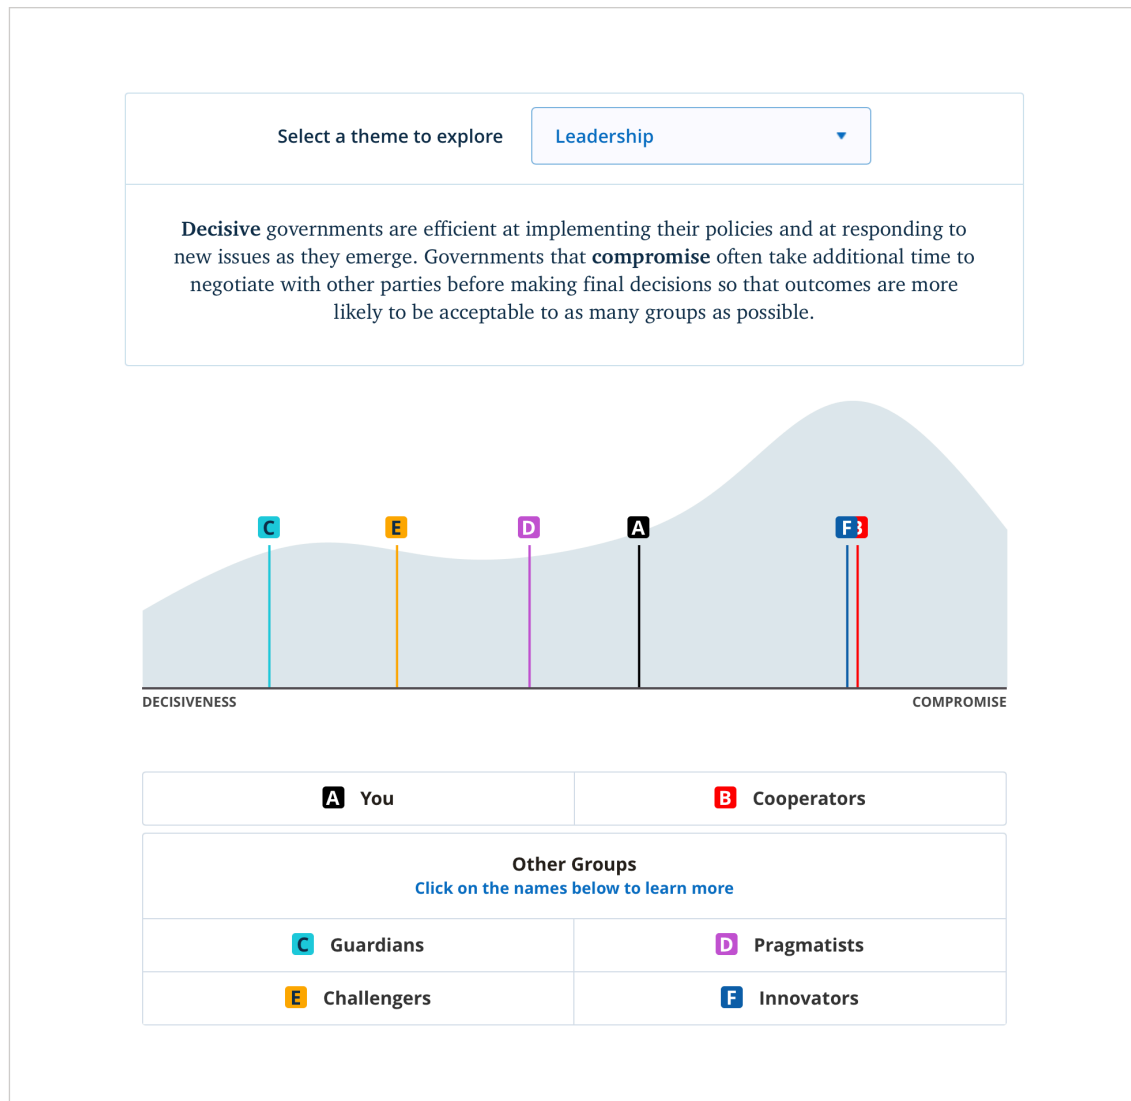 Select a theme to explore
Leadership
Decisive governments are efficient at implementing their policies and at responding to
new issues as they emerge. Governments that compromise often take additional time to
negotiate with other parties before making final decisions so that outcomes are more
likely to be acceptable to as many groups as possible.
C E D A F B
DECISIVENESS COMPROMISE
A You B Cooperators
Other Groups
Click on the names below to learn more
C Guardians D Pragmatists
E Challengers F Innovators